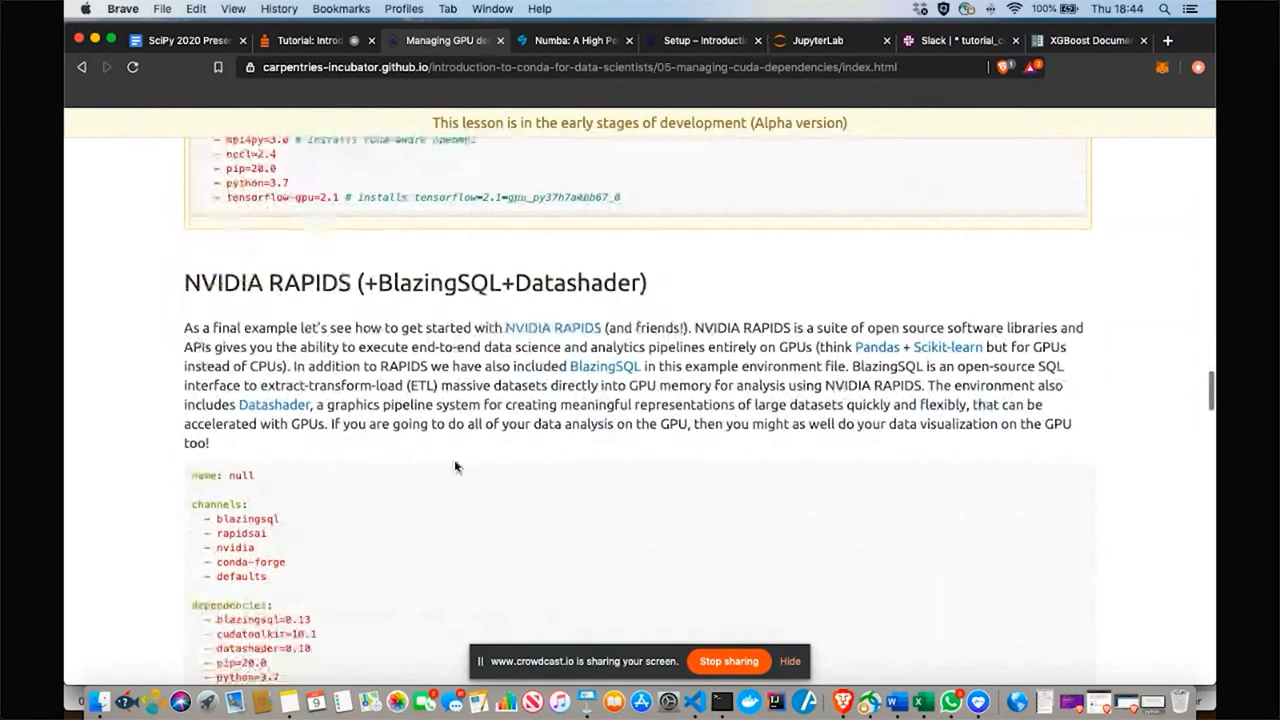 Brave File Edit View History Bookmarks Profiles Tab Window Help 100% Thu 18:44
SciPy 2020 Prese Tutorial: Introd Managing GPU de Numba: A High P Setup – Introducti JupyterLab Slack | * tutorial_c XGBoost Docume
carpentries-incubator.github.io/introduction-to-conda-for-data-scientists/05-managing-cuda-dependencies/index.html
This lesson is in the early stages of development (Alpha version)
- mpi4py=3.0 # installs cuda-aware openmpi
- nccl=2.4
- pip=20.0
- python=3.7
- tensorflow-gpu=2.1 # installs
NVIDIA RAPIDS (+BlazingSQL+Datashader)
As a final example let's see how to get started with NVIDIA RAPIDS (and friends!). NVIDIA RAPIDS is a suite of open source software libraries and
APIs gives you the ability to execute end-to-end data science and analytics pipelines entirely on GPUs (think Pandas + Scikit-learn but for GPUs
instead of CPUs). In addition to RAPIDS we have also included BlazingSQL in this example environment file. BlazingSQL is an open-source SQL
interface to extract-transform-load (ETL) massive datasets directly into GPU memory for analysis using NVIDIA RAPIDS. The environment also
includes Datashader, a graphics pipeline system for creating meaningful representations of large datasets quickly and flexibly, that can be
accelerated with GPUs. If you are going to do all of your data analysis on the GPU, then you might as well do your data visualization on the GPU
too!
name: null
channels:
- blazingsql
- rapidsai
- nvidia
- conda-forge
- defaults
dependencies:
- blazingsql=0.13
- cudatoolkit=10.1
- datashader=0.10
- pip=20.0
- python=3.7
www.crowdcast.io is sharing your screen. Stop sharing Hide